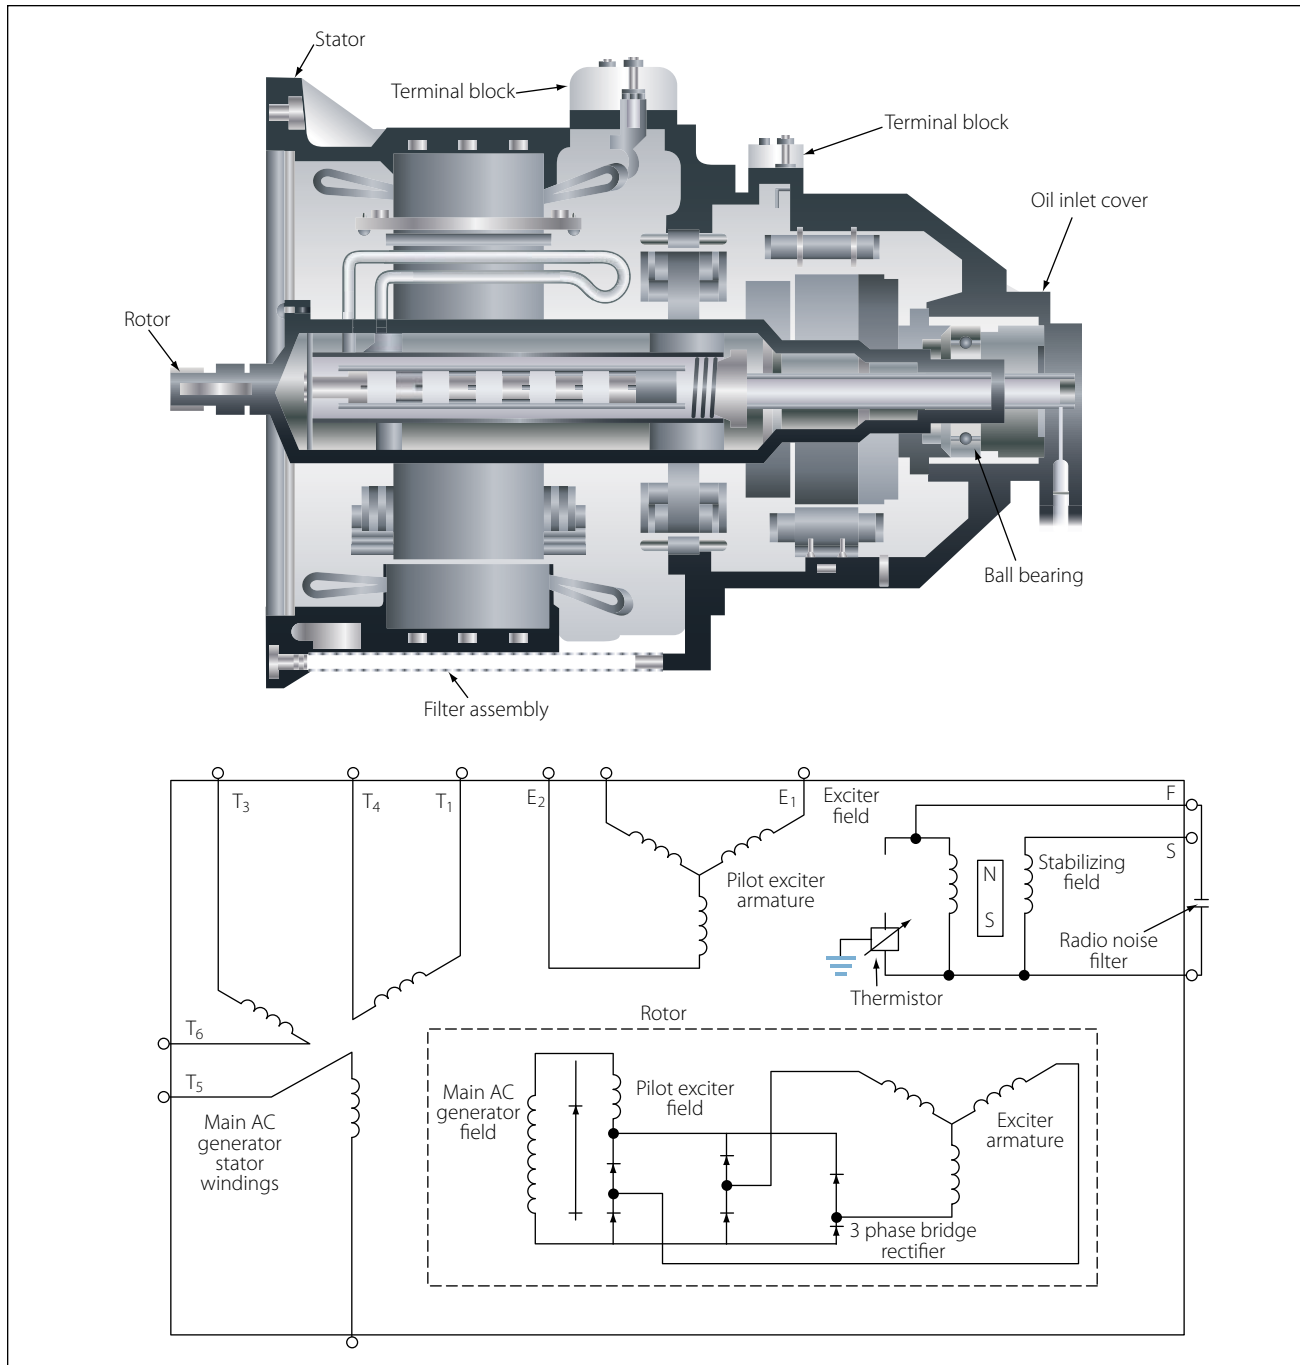 Stator
Terminal block
Terminal block
Oil inlet cover
Rotor
Ball bearing
Filter assembly
T3
T4
T1
E2
E1
Exciter
field
F
S
Pilot exciter
armature
N
S
Stabilizing
field
Radio noise
filter
Thermistor
Rotor
T6
T5
Main AC
generator
stator
windings
Main AC
generator
field
Pilot exciter
field
Exciter
armature
3 phase bridge
rectifier